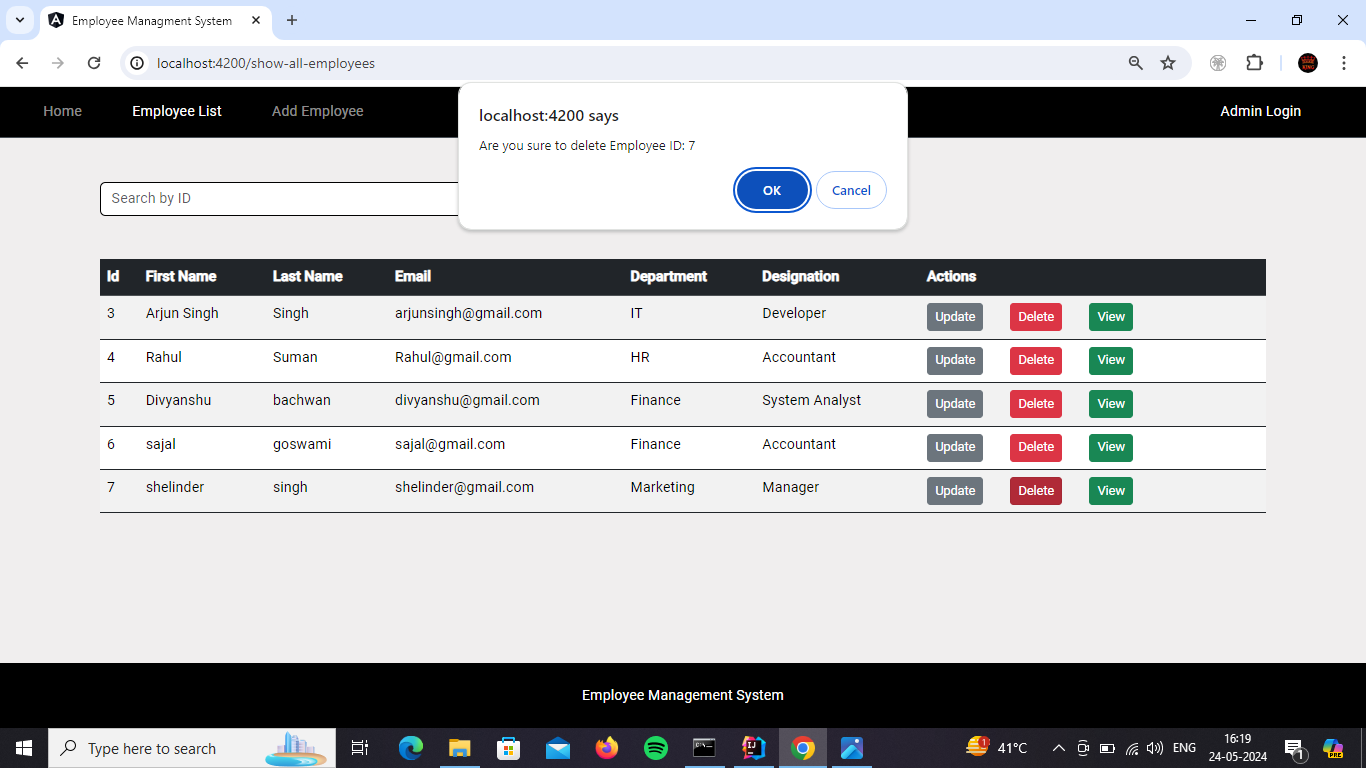 Employee Managment System
localhost:4200/show-all-employees
Home Employee List Add Employee Admin Login
localhost:4200 says
Are you sure to delete Employee ID: 7
OK Cancel
Search by ID
Id First Name Last Name Email Department Designation Actions
3 Arjun Singh Singh arjunsingh@gmail.com IT Developer Update Delete View
4 Rahul Suman Rahul@gmail.com HR Accountant Update Delete View
5 Divyanshu bachwan divyanshu@gmail.com Finance System Analyst Update Delete View
6 sajal goswami sajal@gmail.com Finance Accountant Update Delete View
7 shelinder singh shelinder@gmail.com Marketing Manager Update Delete View
Employee Management System
Type here to search 1 41°C ENG 16:19 1 PRE
24-05-2024